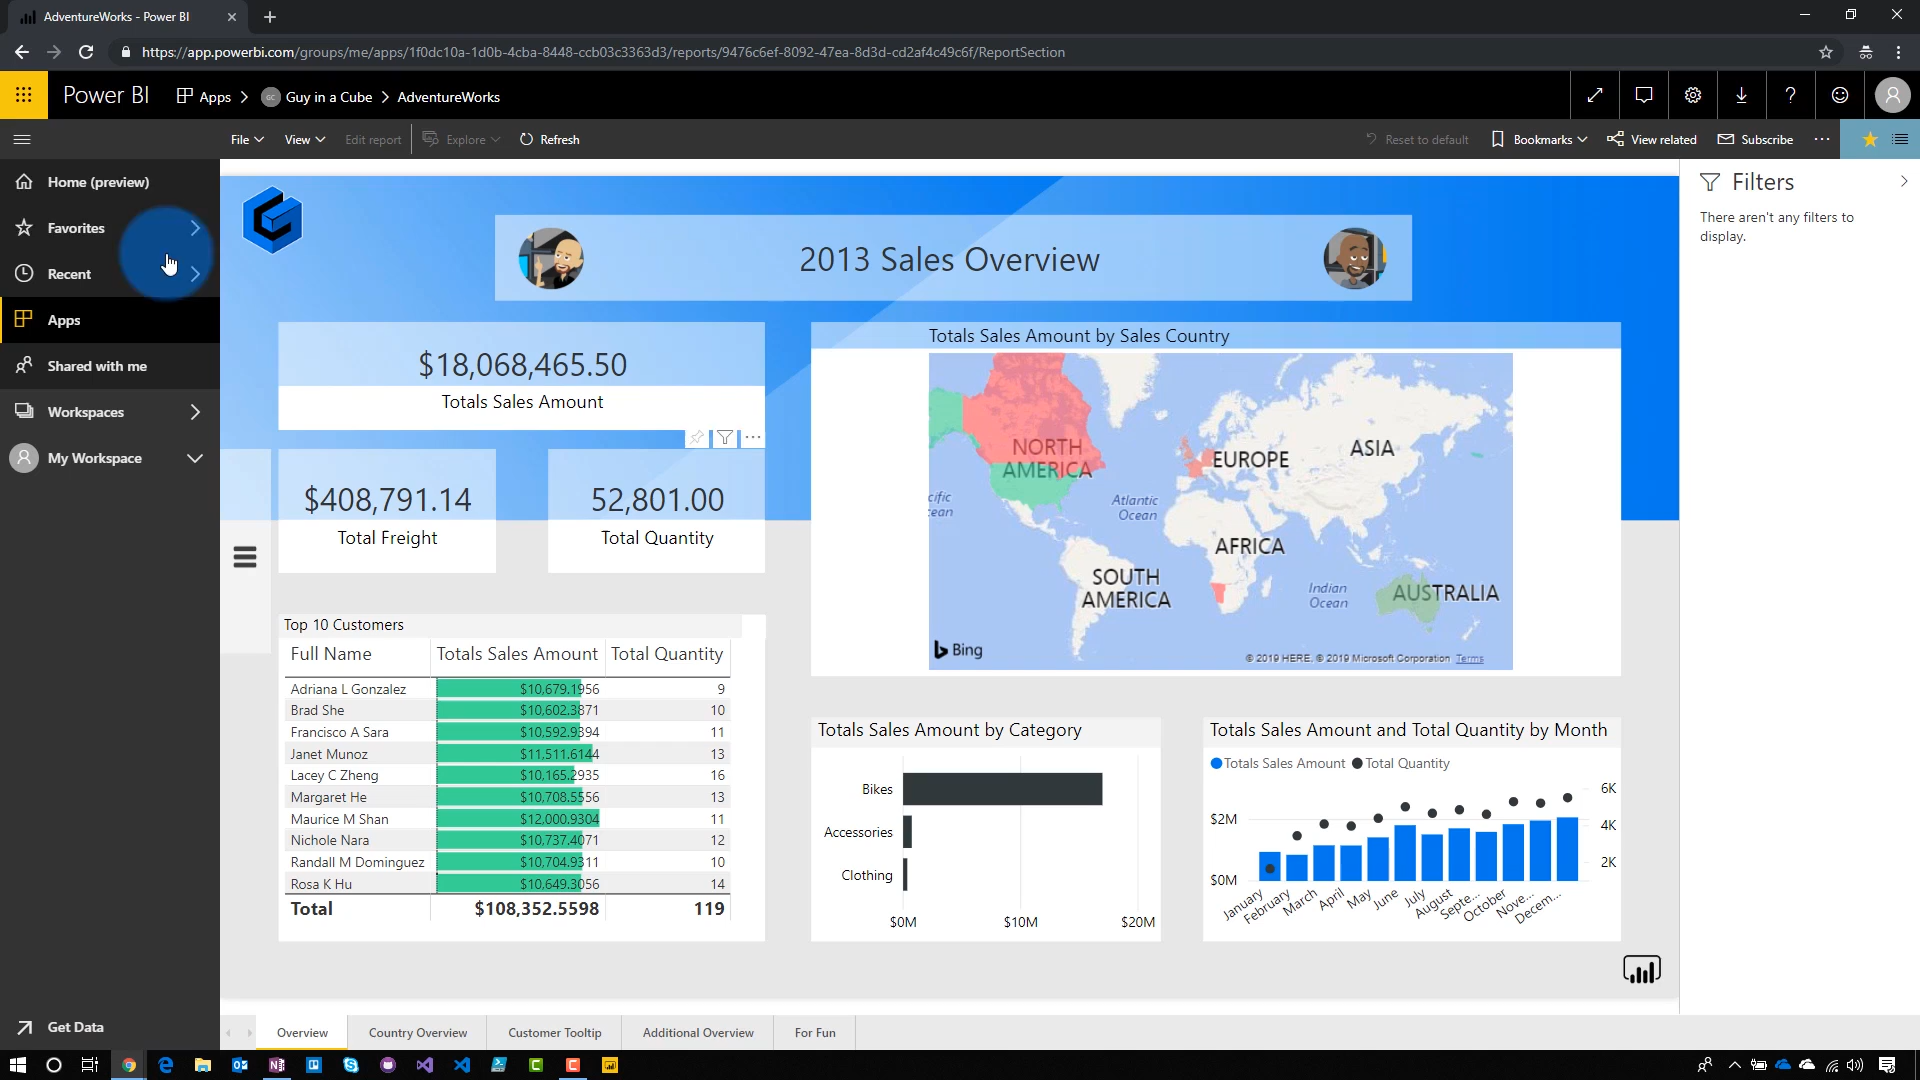 AdventureWorks - Power BI
https://app.powerbi.com/groups/me/apps/1f0dc10a-1d0b-4cba-8448-ccb03c3363d3/reports/9476c6ef-8092-47ea-8d3d-cd2af4c49c6f/ReportSection
Power BI
Apps
GC
Guy in a Cube
AdventureWorks
File
View
Edit report
Explore
Refresh
Reset to default
Bookmarks
View related
Subscribe
Home (preview)
Favorites
Recent
Apps
Shared with me
Workspaces
My Workspace
Get Data
2013 Sales Overview
$18,068,465.50
Totals Sales Amount
$408,791.14
Total Freight
52,801.00
Total Quantity
Top 10 Customers
Full Name Totals Sales Amount Total Quantity
Adriana L Gonzalez $10,679.1956 9
Brad She $10,602.3871 10
Francisco A Sara $10,592.9394 11
Janet Munoz $11,511.6144 13
Lacey C Zheng $10,165.2935 16
Margaret He $10,708.5556 13
Maurice M Shan $12,000.9304 11
Nichole Nara $10,737.4071 12
Randall M Dominguez $10,704.9311 10
Rosa K Hu $10,649.3056 14
Total $108,352.5598 119
Totals Sales Amount by Sales Country
NORTH
AMERICA
EUROPE
ASIA
cific
ean
Atlantic
Ocean
AFRICA
SOUTH
AMERICA
Indian
Ocean
AUSTRALIA
Bing
© 2019 HERE, © 2019 Microsoft Corporation Terms
Totals Sales Amount by Category
Bikes
Accessories
Clothing
$0M $10M $20M
Totals Sales Amount and Total Quantity by Month
Totals Sales Amount Total Quantity
$2M
$0M
6K
4K
2K
January
February
March
April
May
June
July
August
Septe...
October
Nove...
Decem...
Filters
There aren't any filters to
display.
Overview
Country Overview
Customer Tooltip
Additional Overview
For Fun